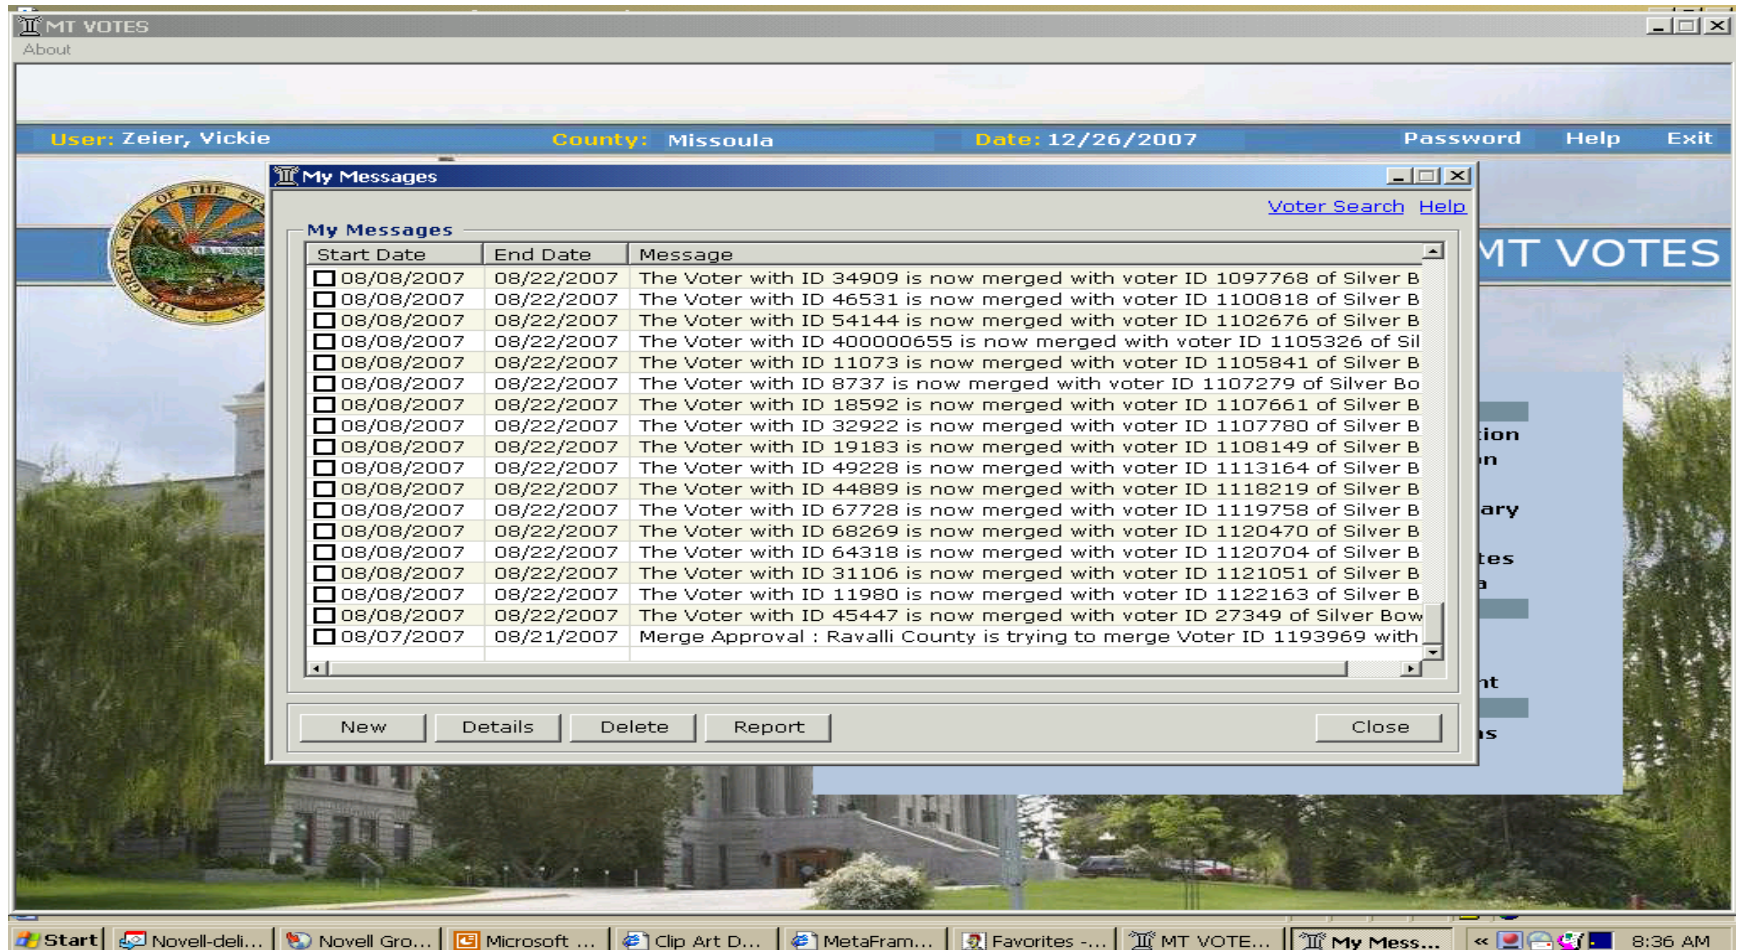 MT VOTES
About
User: Zeier, Vickie County: Missoula Date: 12/26/2007 Password Help Exit
My Messages
Voter Search Help
My Messages
Start Date End Date Message
08/08/2007 08/22/2007 The Voter with ID 34909 is now merged with voter ID 1097768 of Silver B
08/08/2007 08/22/2007 The Voter with ID 46531 is now merged with voter ID 1100818 of Silver B
08/08/2007 08/22/2007 The Voter with ID 54144 is now merged with voter ID 1102676 of Silver B
08/08/2007 08/22/2007 The Voter with ID 400000655 is now merged with voter ID 1105326 of Sil
08/08/2007 08/22/2007 The Voter with ID 11073 is now merged with voter ID 1105841 of Silver B
08/08/2007 08/22/2007 The Voter with ID 8737 is now merged with voter ID 1107279 of Silver Bo
08/08/2007 08/22/2007 The Voter with ID 18592 is now merged with voter ID 1107661 of Silver B
08/08/2007 08/22/2007 The Voter with ID 32922 is now merged with voter ID 1107780 of Silver B
08/08/2007 08/22/2007 The Voter with ID 19183 is now merged with voter ID 1108149 of Silver B
08/08/2007 08/22/2007 The Voter with ID 49228 is now merged with voter ID 1113164 of Silver B
08/08/2007 08/22/2007 The Voter with ID 44889 is now merged with voter ID 1118219 of Silver B
08/08/2007 08/22/2007 The Voter with ID 67728 is now merged with voter ID 1119758 of Silver B
08/08/2007 08/22/2007 The Voter with ID 68269 is now merged with voter ID 1120470 of Silver B
08/08/2007 08/22/2007 The Voter with ID 64318 is now merged with voter ID 1120704 of Silver B
08/08/2007 08/22/2007 The Voter with ID 31106 is now merged with voter ID 1121051 of Silver B
08/08/2007 08/22/2007 The Voter with ID 11980 is now merged with voter ID 1122163 of Silver B
08/08/2007 08/22/2007 The Voter with ID 45447 is now merged with voter ID 27349 of Silver Bow
08/07/2007 08/21/2007 Merge Approval : Ravalli County is trying to merge Voter ID 1193969 with
New Details Delete Report Close
MT VOTES
THE GREAT SEAL OF THE STA
tion
n
ary
tes
a
nt
ns
Start Novell-deli... Novell Gro... Microsoft ... Clip Art D... MetaFram... Favorites -... MT VOTE... My Mess... « 8:36 AM